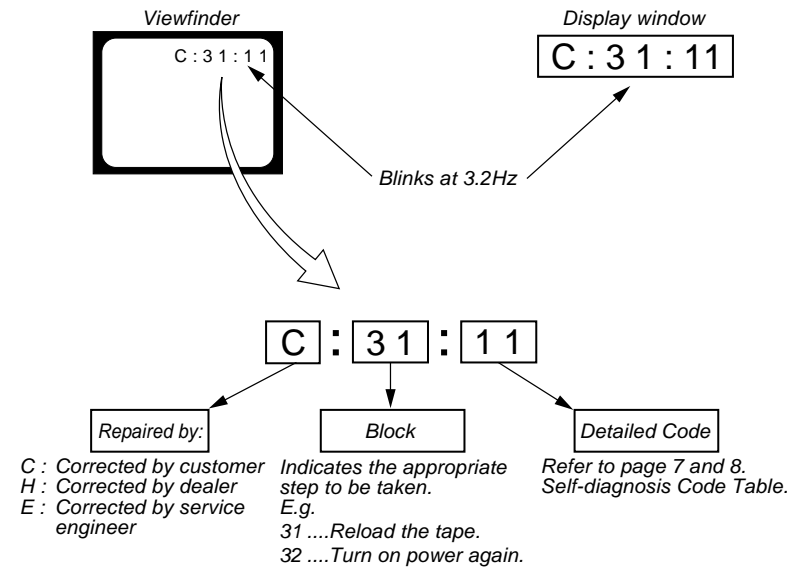 Viewfinder
Display window
C : 3 1 : 1 1
C : 3 1 : 11
Blinks at 3.2Hz
C : 3 1 : 1 1
Repaired by:
Block
Detailed Code
C : Corrected by customer
H : Corrected by dealer
E : Corrected by service
engineer
Indicates the appropriate
step to be taken.
E.g.
31 ....Reload the tape.
32 ....Turn on power again.
Refer to page 7 and 8.
Self-diagnosis Code Table.